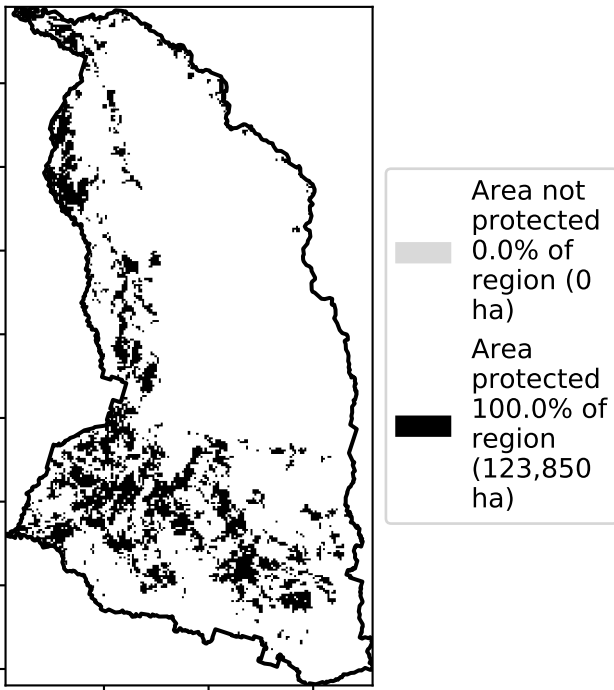 Area not
protected
0.0% of
region (0
ha)
Area
protected
100.0% of
region
(123,850
ha)